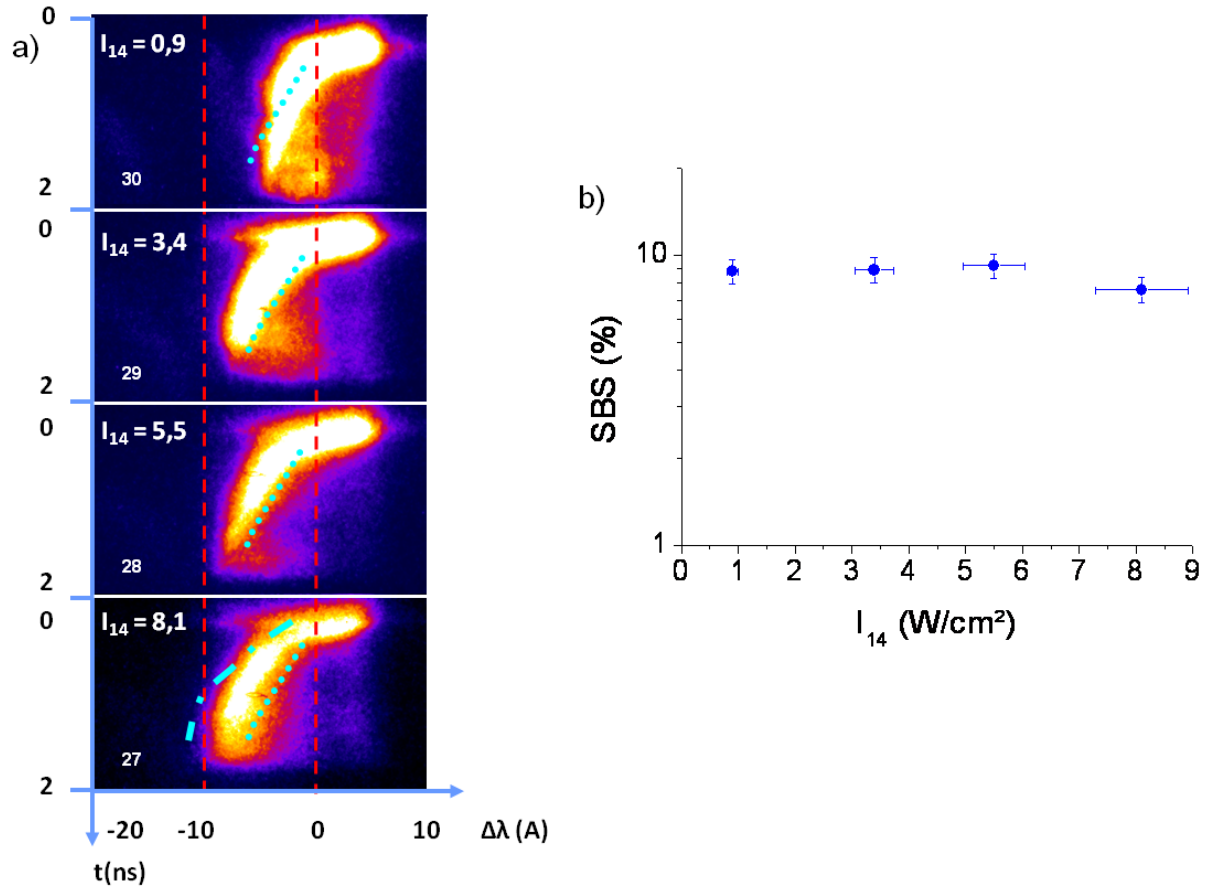 a)
0
I₁₄ = 0,9
30
2
0
I₁₄ = 3,4
29
2
0
I₁₄ = 5,5
28
2
0
I₁₄ = 8,1
27
2
-20 -10 0 10 Δλ (A)
t(ns)
b)
10
1
SBS (%)
0 1 2 3 4 5 6 7 8 9
I₁₄ (W/cm²)